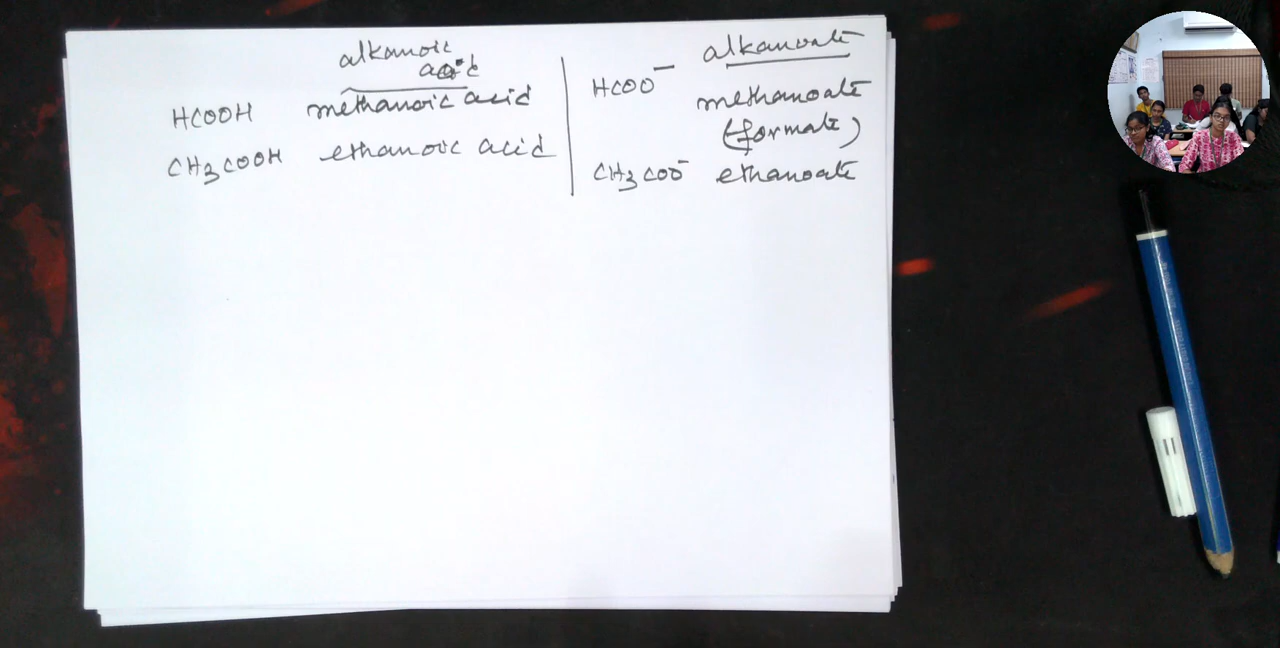 alkanoic
acid
HCOOH methanoic acid
CH3COOH ethanoic acid
alkanoate
HCOO⁻ methanoate
(formate)
CH3COO⁻ ethanoate